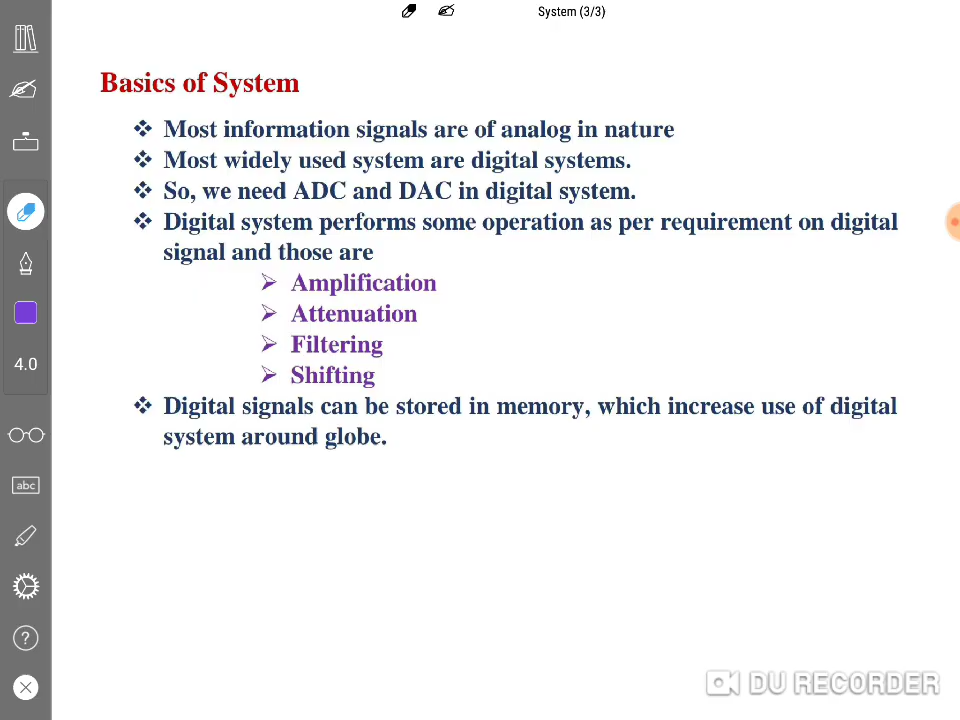 System (3/3)
Basics of System
Most information signals are of analog in nature
Most widely used system are digital systems.
So, we need ADC and DAC in digital system.
Digital system performs some operation as per requirement on digital
signal and those are
Amplification
Attenuation
Filtering
Shifting
Digital signals can be stored in memory, which increase use of digital
system around globe.
4.0
abc
?
DU RECORDER